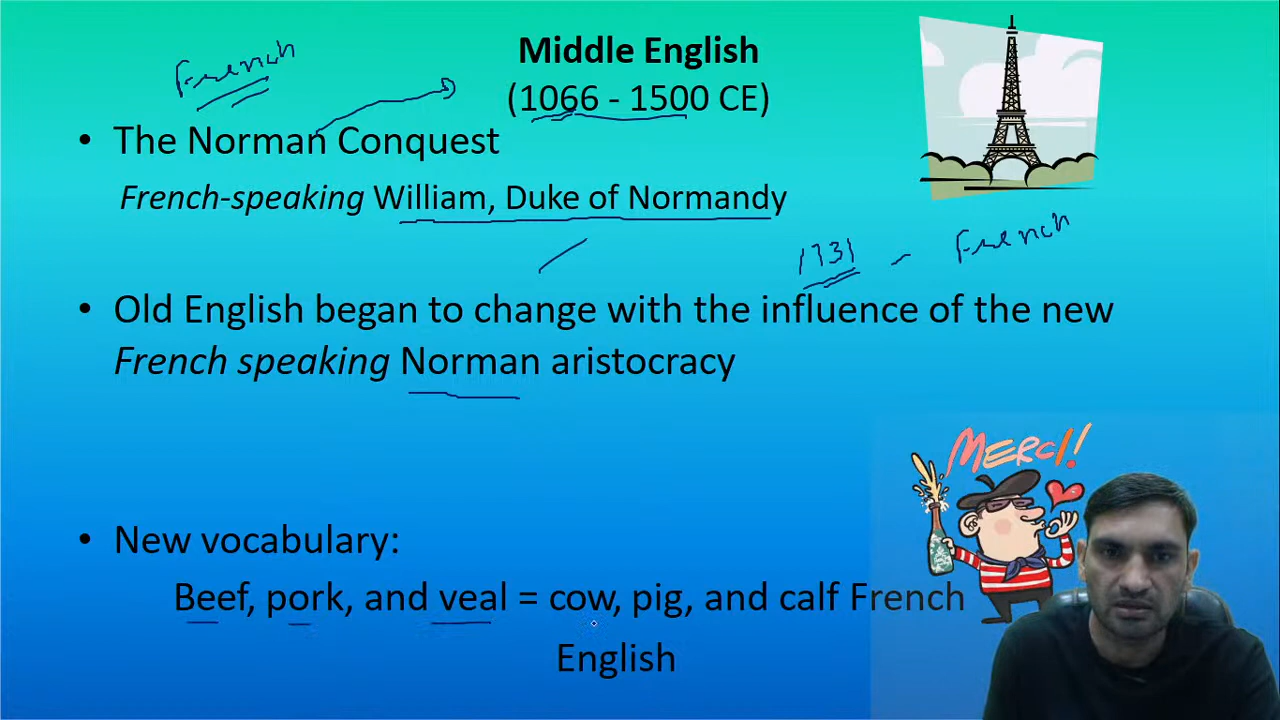 Middle English
French
(1066 - 1500 CE)
• The Norman Conquest
French-speaking William, Duke of Normandy
1731 - French
• Old English began to change with the influence of the new
French speaking Norman aristocracy
MERCI!
• New vocabulary:
Beef, pork, and veal = cow, pig, and calf French
English